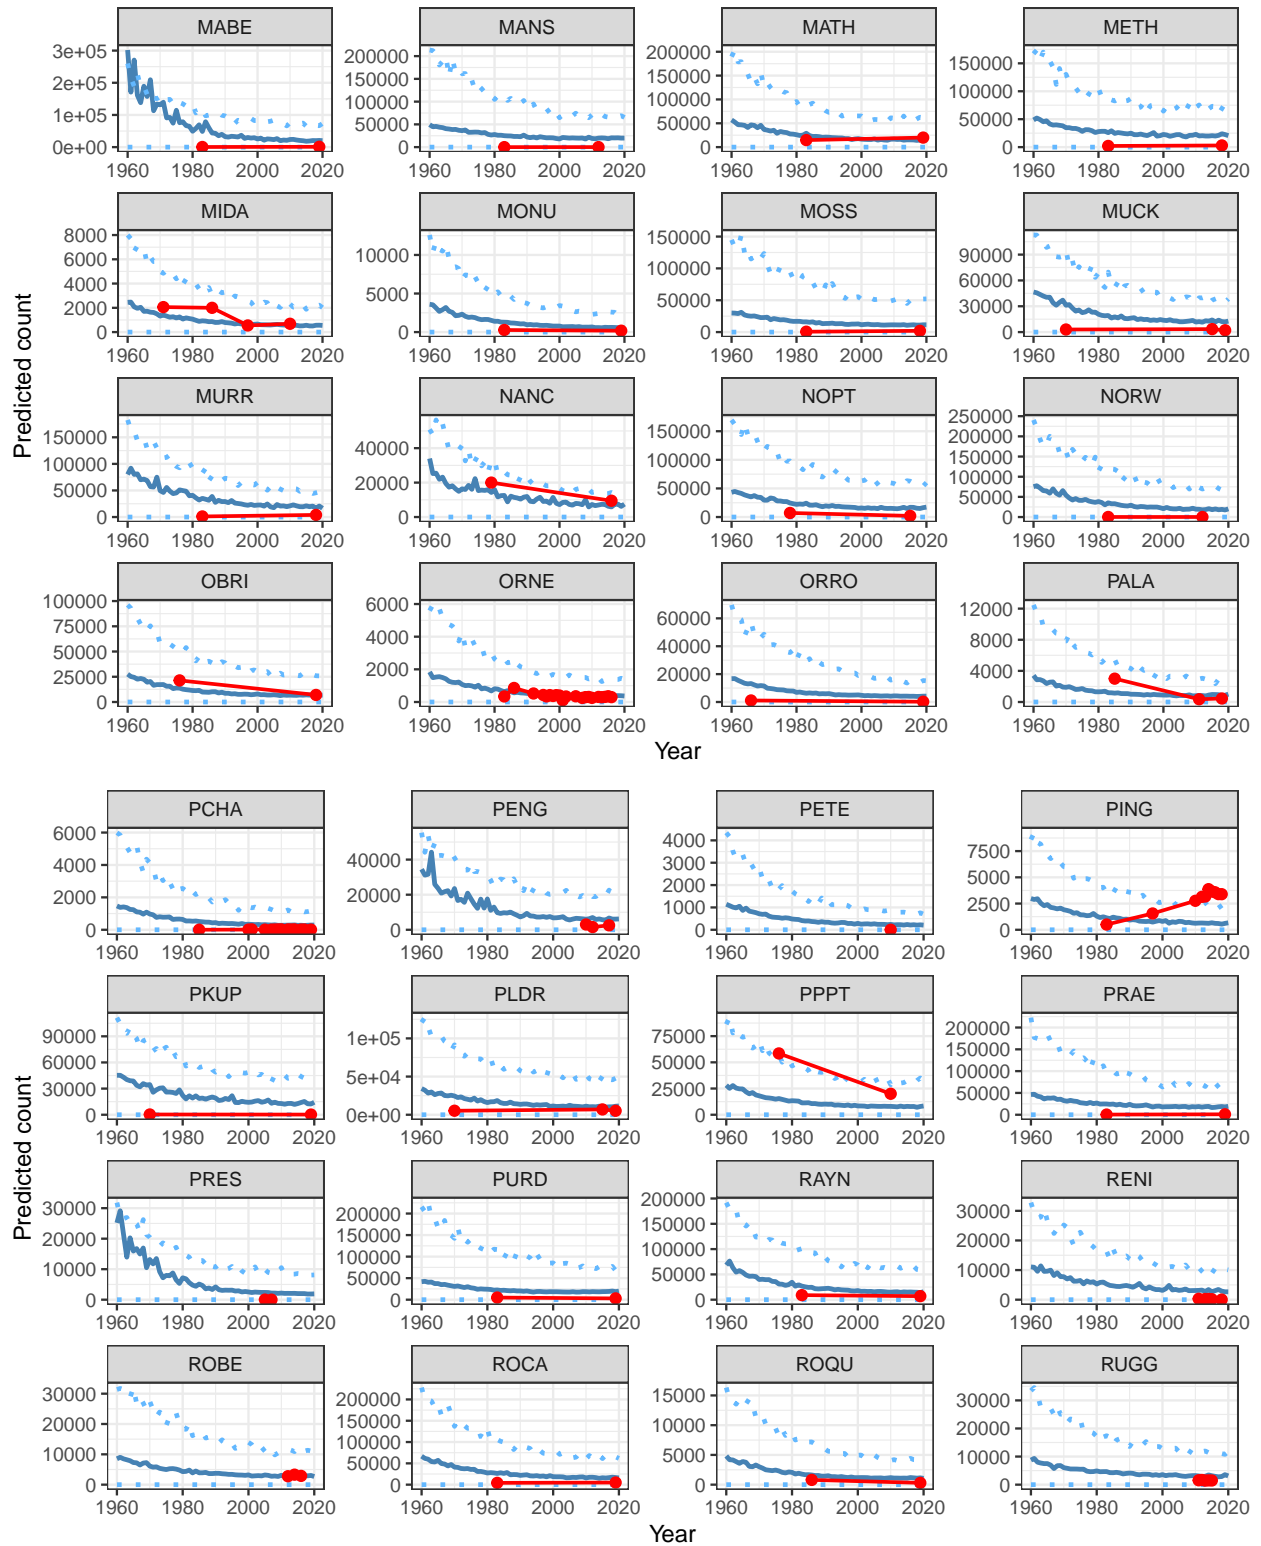 MABE MANS MATH METH
3e+05
2e+05
1e+05
0e+00
1960 1980 2000 2020
200000
150000
100000
50000
0
1960 1980 2000 2020
200000
150000
100000
50000
0
1960 1980 2000 2020
150000
100000
50000
0
1960 1980 2000 2020
MIDA MONU MOSS MUCK
8000
6000
4000
2000
0
1960 1980 2000 2020
10000
5000
0
1960 1980 2000 2020
150000
100000
50000
0
1960 1980 2000 2020
90000
60000
30000
0
1960 1980 2000 2020
Predicted count
MURR NANC NOPT NORW
150000
100000
50000
0
1960 1980 2000 2020
40000
20000
0
1960 1980 2000 2020
150000
100000
50000
0
1960 1980 2000 2020
250000
200000
150000
100000
50000
0
1960 1980 2000 2020
OBRI ORNE ORRO PALA
100000
75000
50000
25000
0
1960 1980 2000 2020
6000
4000
2000
0
1960 1980 2000 2020
60000
40000
20000
0
1960 1980 2000 2020
12000
8000
4000
0
1960 1980 2000 2020
Year
PCHA PENG PETE PING
6000
4000
2000
0
1960 1980 2000 2020
40000
20000
0
1960 1980 2000 2020
4000
3000
2000
1000
0
1960 1980 2000 2020
7500
5000
2500
0
1960 1980 2000 2020
PKUP PLDR PPPT PRAE
90000
60000
30000
0
1960 1980 2000 2020
1e+05
5e+04
0e+00
1960 1980 2000 2020
75000
50000
25000
0
1960 1980 2000 2020
200000
150000
100000
50000
0
1960 1980 2000 2020
Predicted count
PRES PURD RAYN RENI
30000
20000
10000
0
1960 1980 2000 2020
200000
150000
100000
50000
0
1960 1980 2000 2020
200000
150000
100000
50000
0
1960 1980 2000 2020
30000
20000
10000
0
1960 1980 2000 2020
ROBE ROCA ROQU RUGG
30000
20000
10000
0
1960 1980 2000 2020
200000
150000
100000
50000
0
1960 1980 2000 2020
15000
10000
5000
0
1960 1980 2000 2020
30000
20000
10000
0
1960 1980 2000 2020
Year